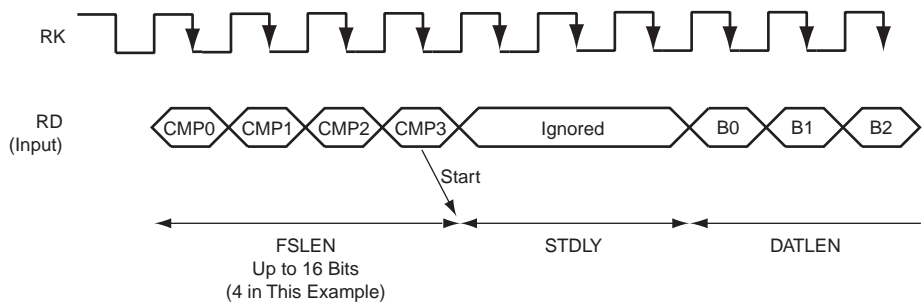 RK
RD
(Input)
CMP0 CMP1 CMP2 CMP3 Ignored B0 B1 B2
Start
FSLEN STDLY DATLEN
Up to 16 Bits
(4 in This Example)